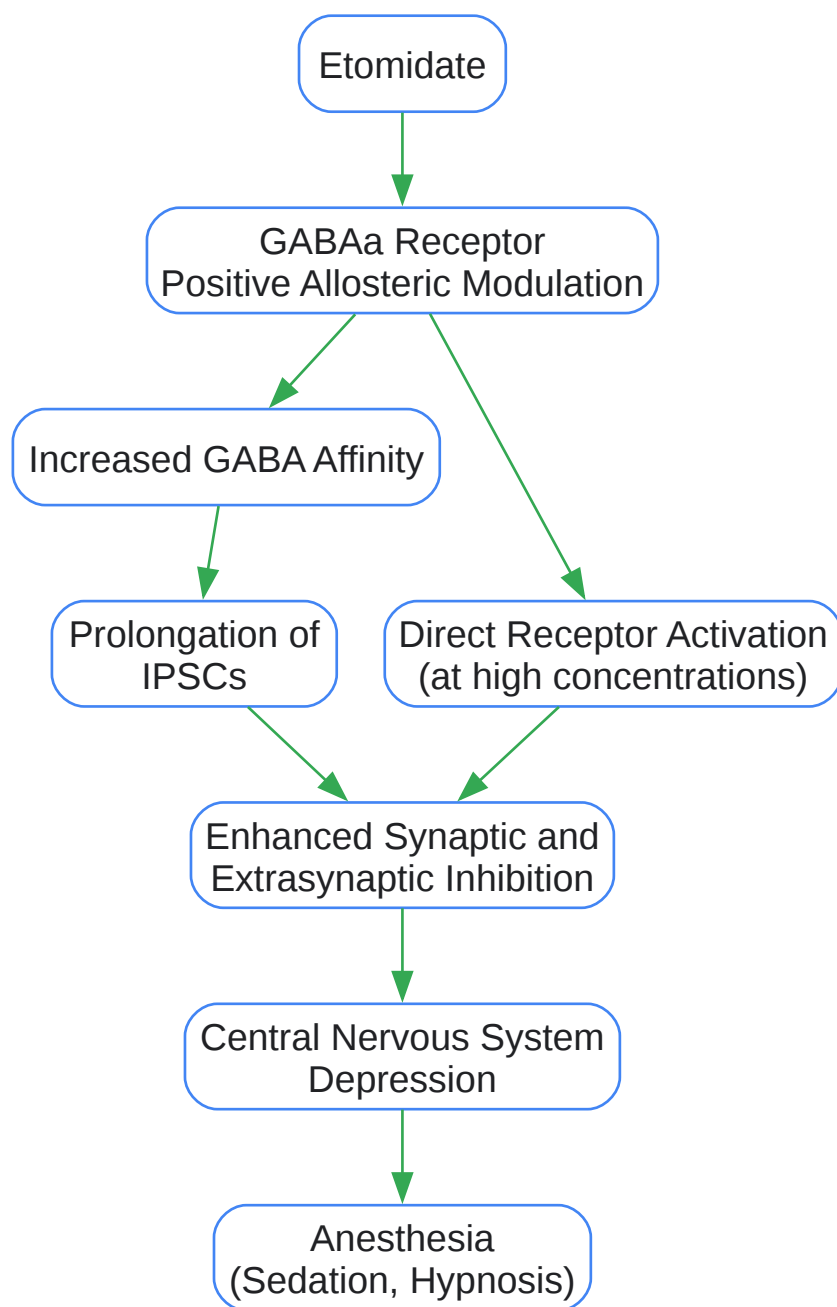 Etomidate
GABAa Receptor
Positive Allosteric Modulation
Increased GABA Affinity
Prolongation of
IPSCs
Direct Receptor Activation
(at high concentrations)
Enhanced Synaptic and
Extrasynaptic Inhibition
Central Nervous System
Depression
Anesthesia
(Sedation, Hypnosis)